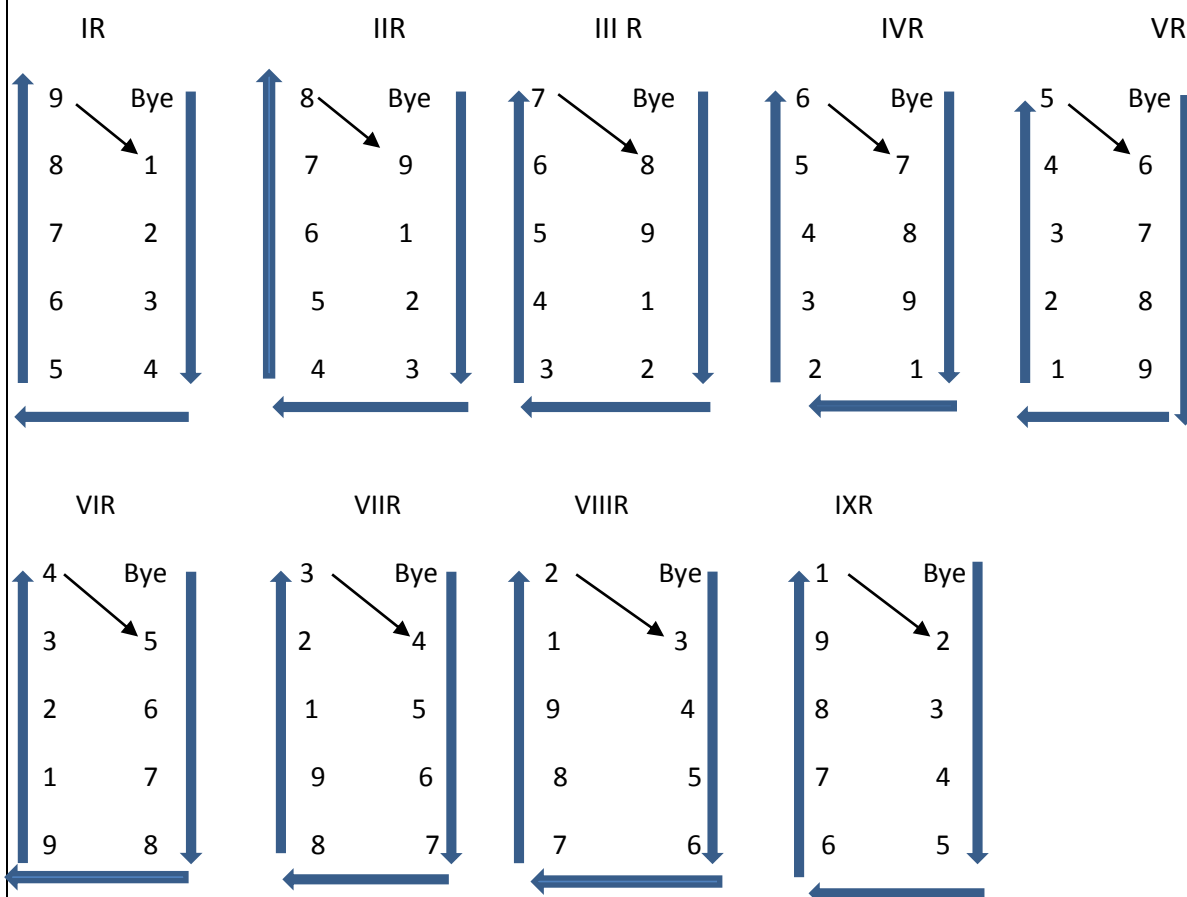 IR IIR III R IVR VR
9 Bye 8 Bye 7 Bye 6 Bye 5 Bye
8 1 7 9 6 8 5 7 4 6
7 2 6 1 5 9 4 8 3 7
6 3 5 2 4 1 3 9 2 8
5 4 4 3 3 2 2 1 1 9
VIR VIIR VIIIR IXR
4 Bye 3 Bye 2 Bye 1 Bye
3 5 2 4 1 3 9 2
2 6 1 5 9 4 8 3
1 7 9 6 8 5 7 4
9 8 8 7 7 6 6 5